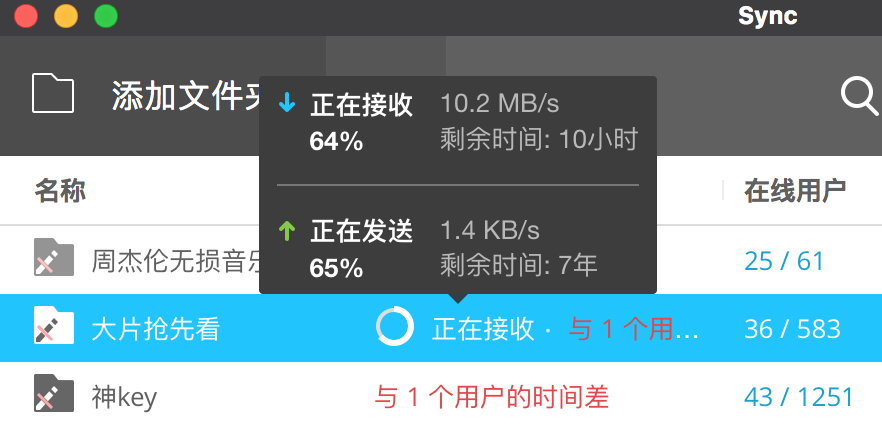 Sync
添加文件夹
正在接收 10.2 MB/s
64% 剩余时间: 10小时
正在发送 1.4 KB/s
65% 剩余时间: 7年
名称 在线用户
周杰伦无损音乐 25 / 61
大片抢先看 正在接收 · 与 1 个用... 36 / 583
神key 与 1 个用户的时间差 43 / 1251